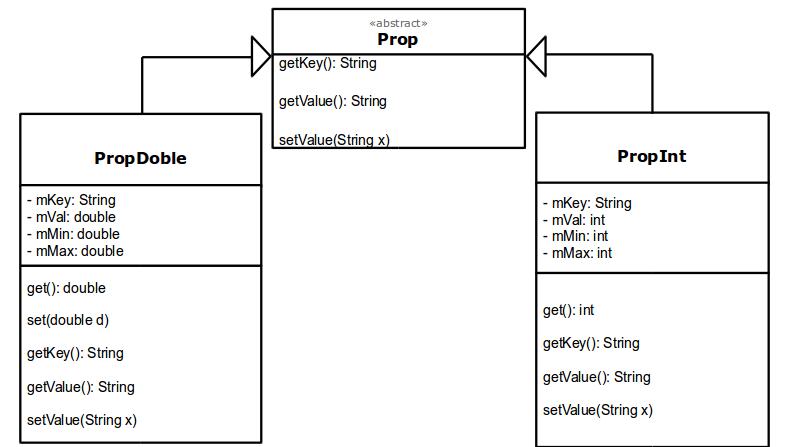 «abstract»
Prop
getKey(): String
getValue(): String
setValue(String x)
PropDoble
- mKey: String
- mVal: double
- mMin: double
- mMax: double
get(): double
set(double d)
getKey(): String
getValue(): String
setValue(String x)
PropInt
- mKey: String
- mVal: int
- mMin: int
- mMax: int
get(): int
getKey(): String
getValue(): String
setValue(String x)